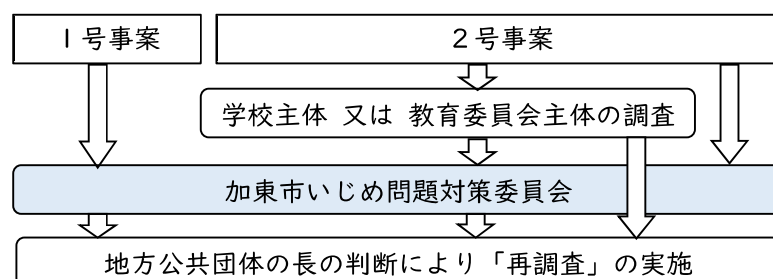 1号事案
2号事案
学校主体 又は 教育委員会主体の調査
加東市いじめ問題対策委員会
地方公共団体の長の判断により「再調査」の実施